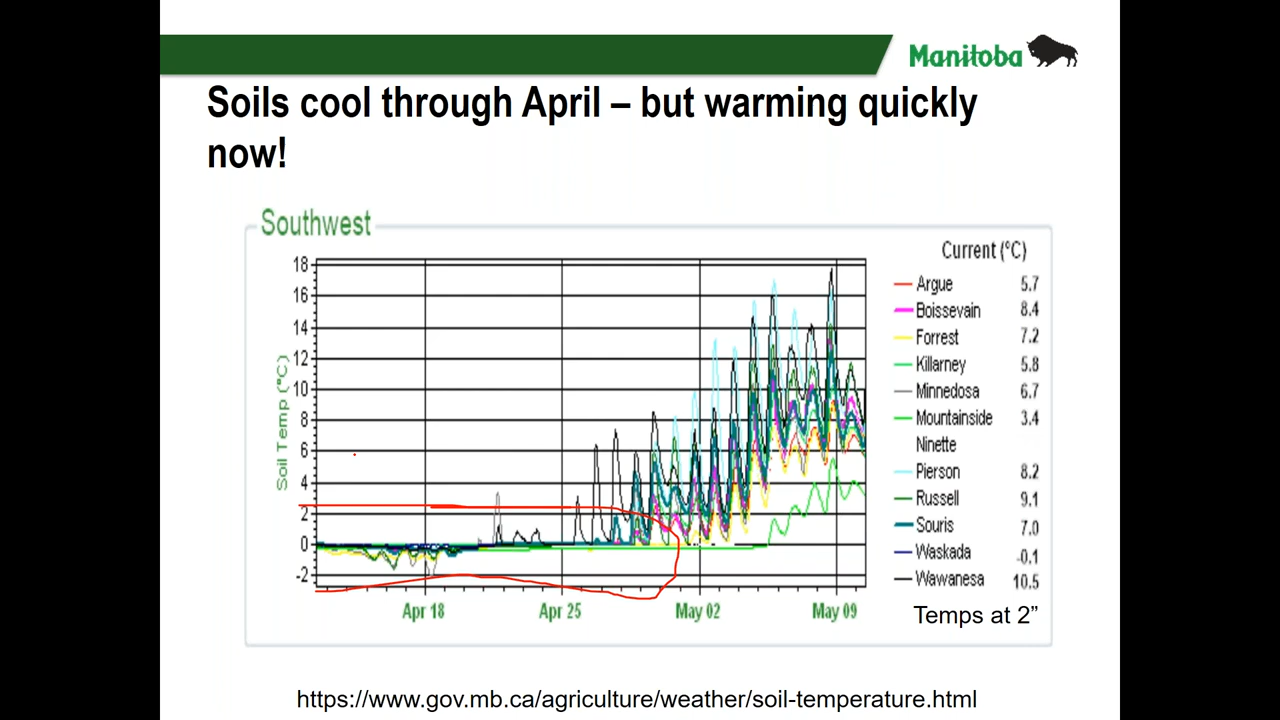 Manitoba
Soils cool through April – but warming quickly
now!
Southwest
Current (°C)
18
16
14
12
10
8
6
4
2
0
-2
Soil Temp (°C)
Argue 5.7
Boissevain 8.4
Forrest 7.2
Killarney 5.8
Minnedosa 6.7
Mountainside 3.4
Ninette
Pierson 8.2
Russell 9.1
Souris 7.0
Waskada -0.1
Wawanesa 10.5
Apr 18 Apr 25 May 02 May 09
Temps at 2”
https://www.gov.mb.ca/agriculture/weather/soil-temperature.html